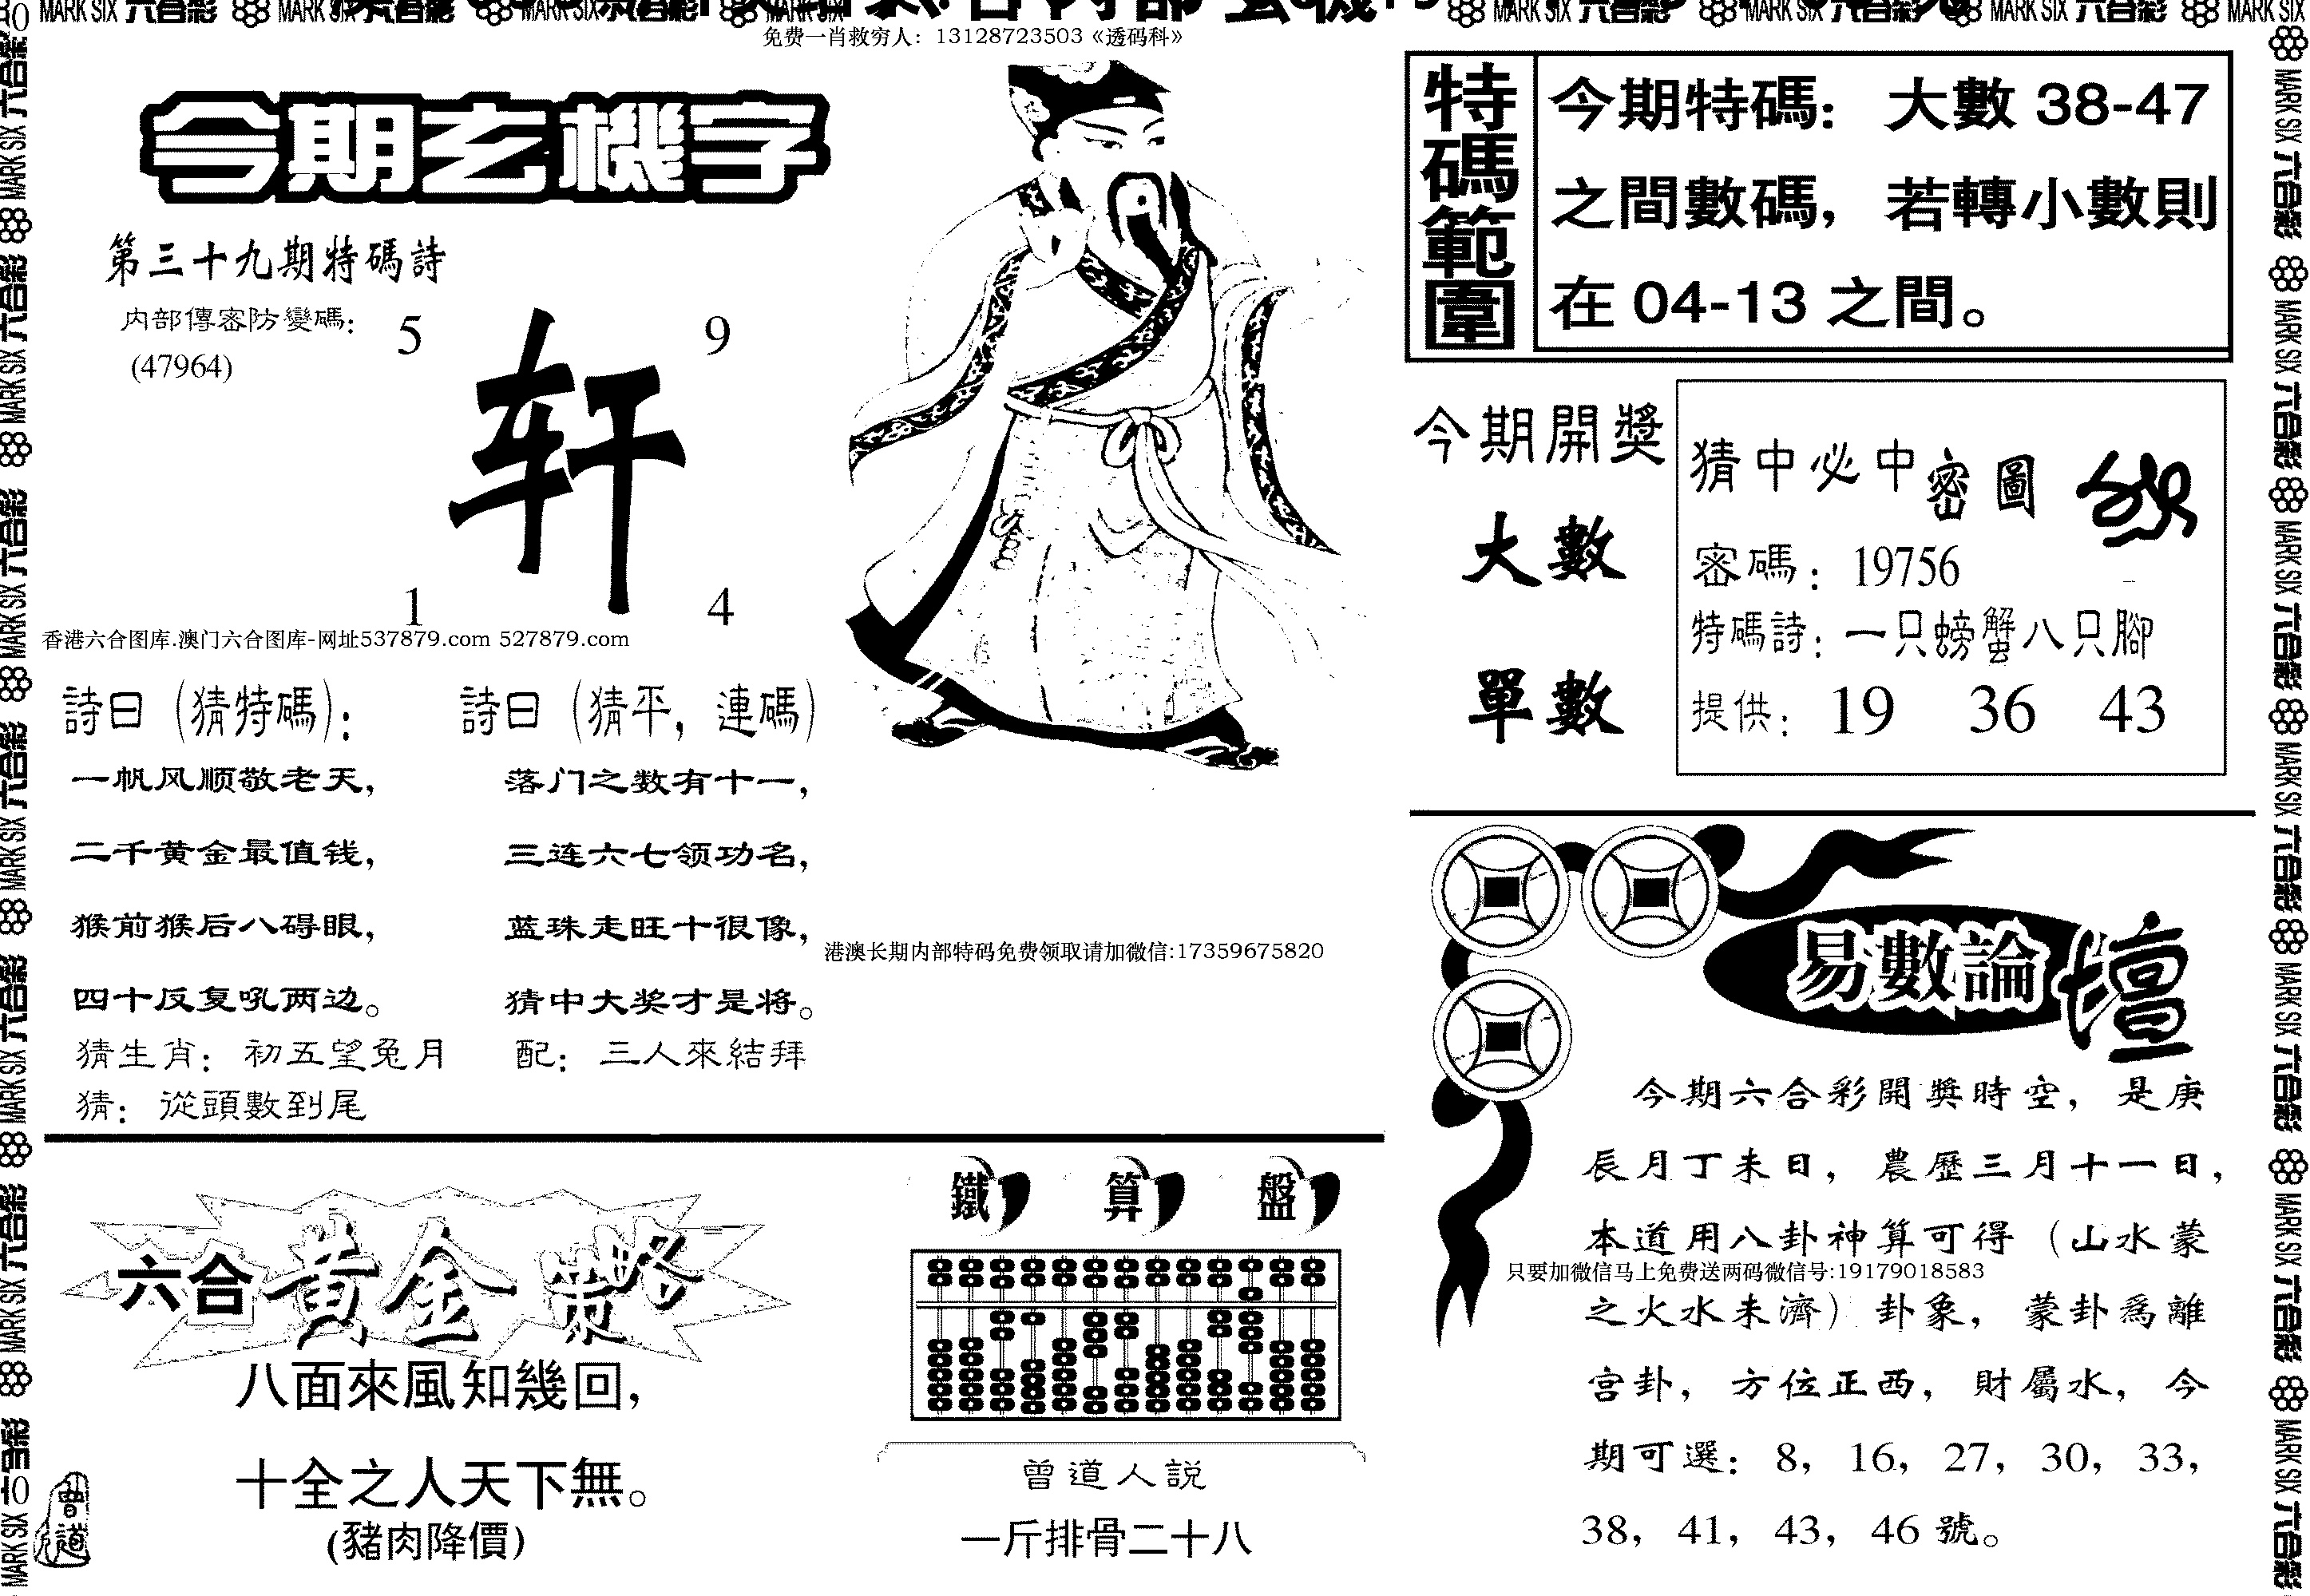 MARK SIX 六合彩 MARK SIX 六合彩 MARK SIX 六合彩 MARK SIX
MARK SIX 六合彩 MARK SIX 六合彩 MARK SIX 六合彩 MARK SIX
免费一肖救穷人：13128723503《透码科》
今期玄機字
第三十九期特碼詩
内部傳密防變碼：
(47964)
5 9
轩
1 4
香港六合图库.澳门六合图库-网址537879.com 527879.com
詩曰（猜特碼）：
一帆风顺敬老天，
二千黄金最值钱，
猴前猴后八碍眼，
四十反复吼两边。
詩曰（猜平，連碼）
落门之数有十一，
三连六七领功名，
蓝珠走旺十很像，
猜中大奖才是将。
猜生肖：初五望兔月 配：三人來結拜
猜：從頭數到尾
港澳长期内部特码免费领取请加微信:17359675820
特碼範圍
今期特碼：大數 38-47
之間數碼，若轉小數則
在 04-13 之間。
今期開獎
大數
單數
猜中必中密圖
密碼：19756
特碼詩：一只螃蟹八只腳
提供：19 36 43
易數論壇
今期六合彩開獎時空，是庚
辰月丁未日，農歷三月十一日，
本道用八卦神算可得（山水蒙
只要加微信马上免费送两码微信号:19179018583
之火水未濟）卦象，蒙卦爲離
宫卦，方位正西，財屬水，今
期可選：8，16，27，30，33，
38，41，43，46 號。
六合黄金策略
八面來風知幾回，
十全之人天下無。
(豬肉降價)
曾道
鐵算盤
曾道人説
一斤排骨二十八